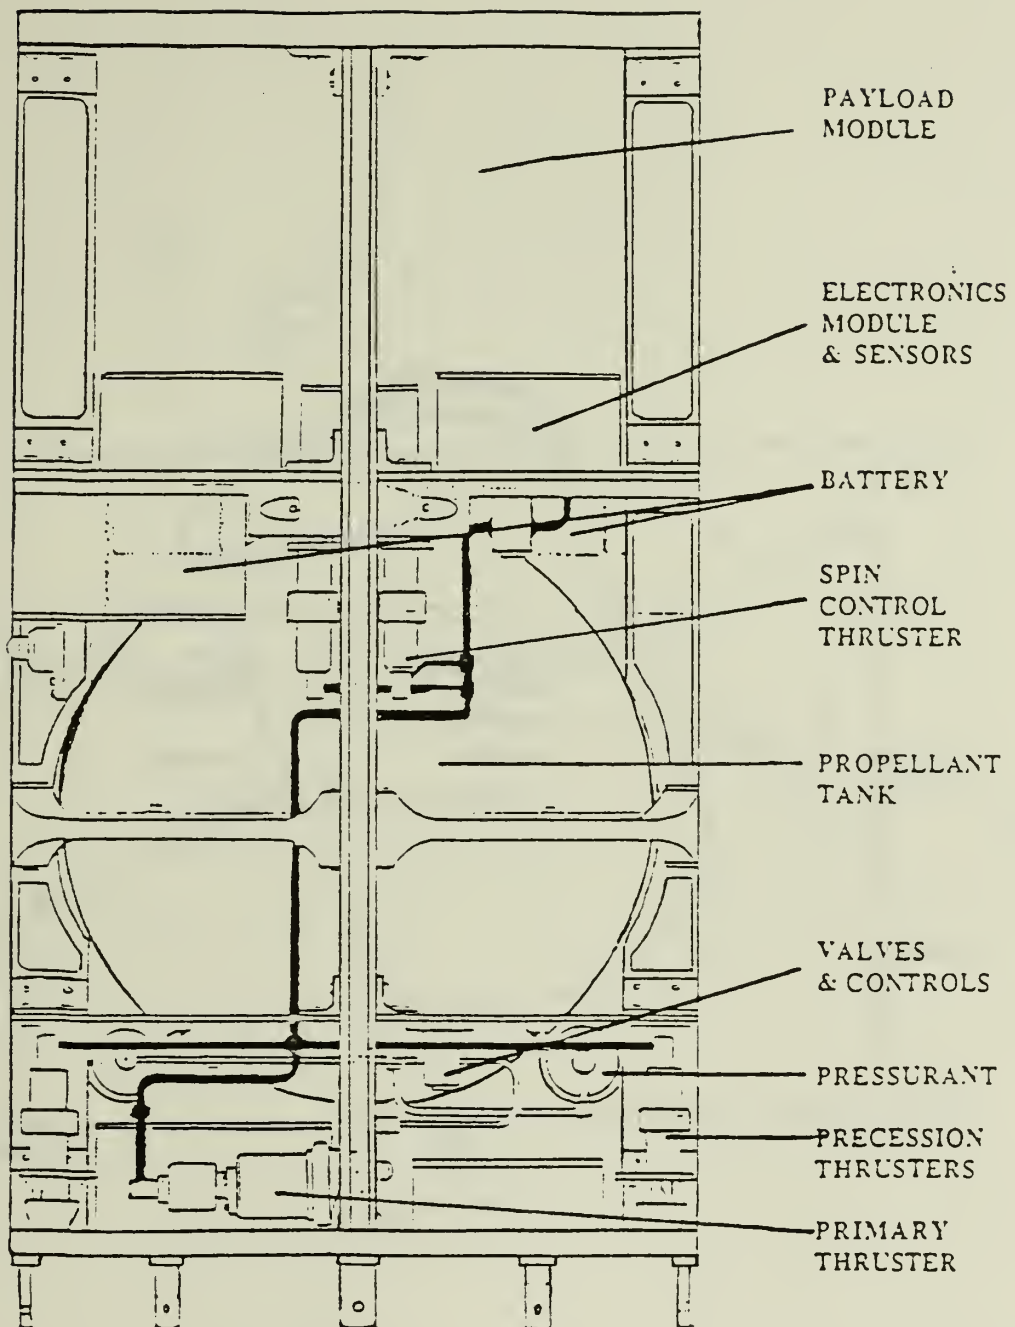 PAYLOAD
MODULE
ELECTRONICS
MODULE
& SENSORS
BATTERY
SPIN
CONTROL
THRUSTER
PROPELLANT
TANK
VALVES
& CONTROLS
PRESSURANT
PRECESSION
THRUSTERS
PRIMARY
THRUSTER